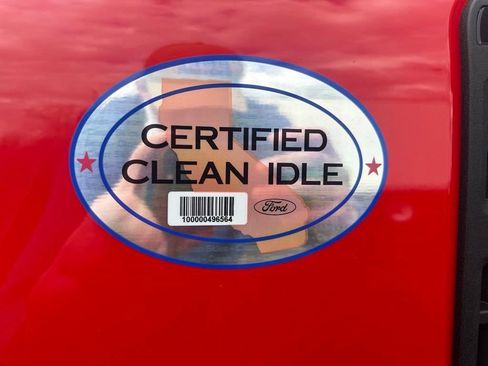 CERTIFIED
CLEAN IDLE
100000496564
Ford